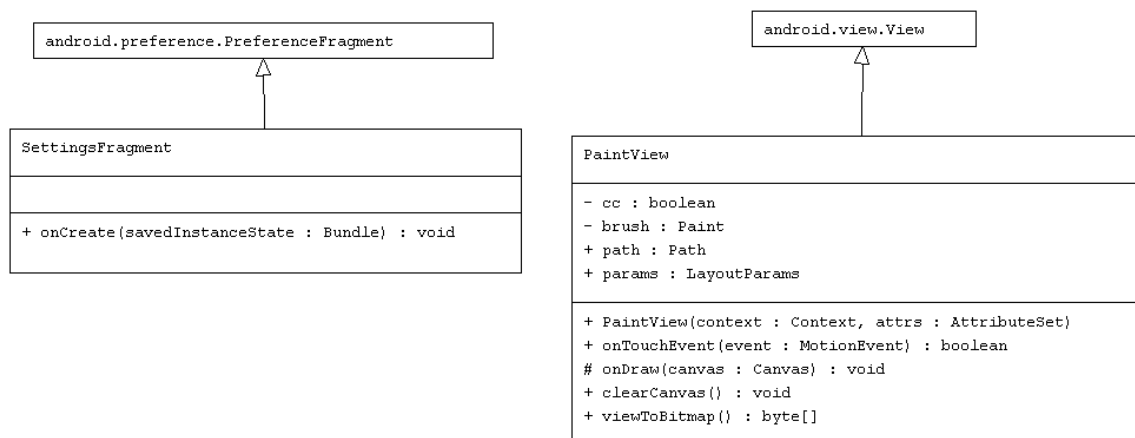 android.preference.PreferenceFragment
SettingsFragment
+ onCreate(savedInstanceState : Bundle) : void
android.view.View
PaintView
- cc : boolean
- brush : Paint
+ path : Path
+ params : LayoutParams
+ PaintView(context : Context, attrs : AttributeSet)
+ onTouchEvent(event : MotionEvent) : boolean
# onDraw(canvas : Canvas) : void
+ clearCanvas() : void
+ viewToBitmap() : byte[]